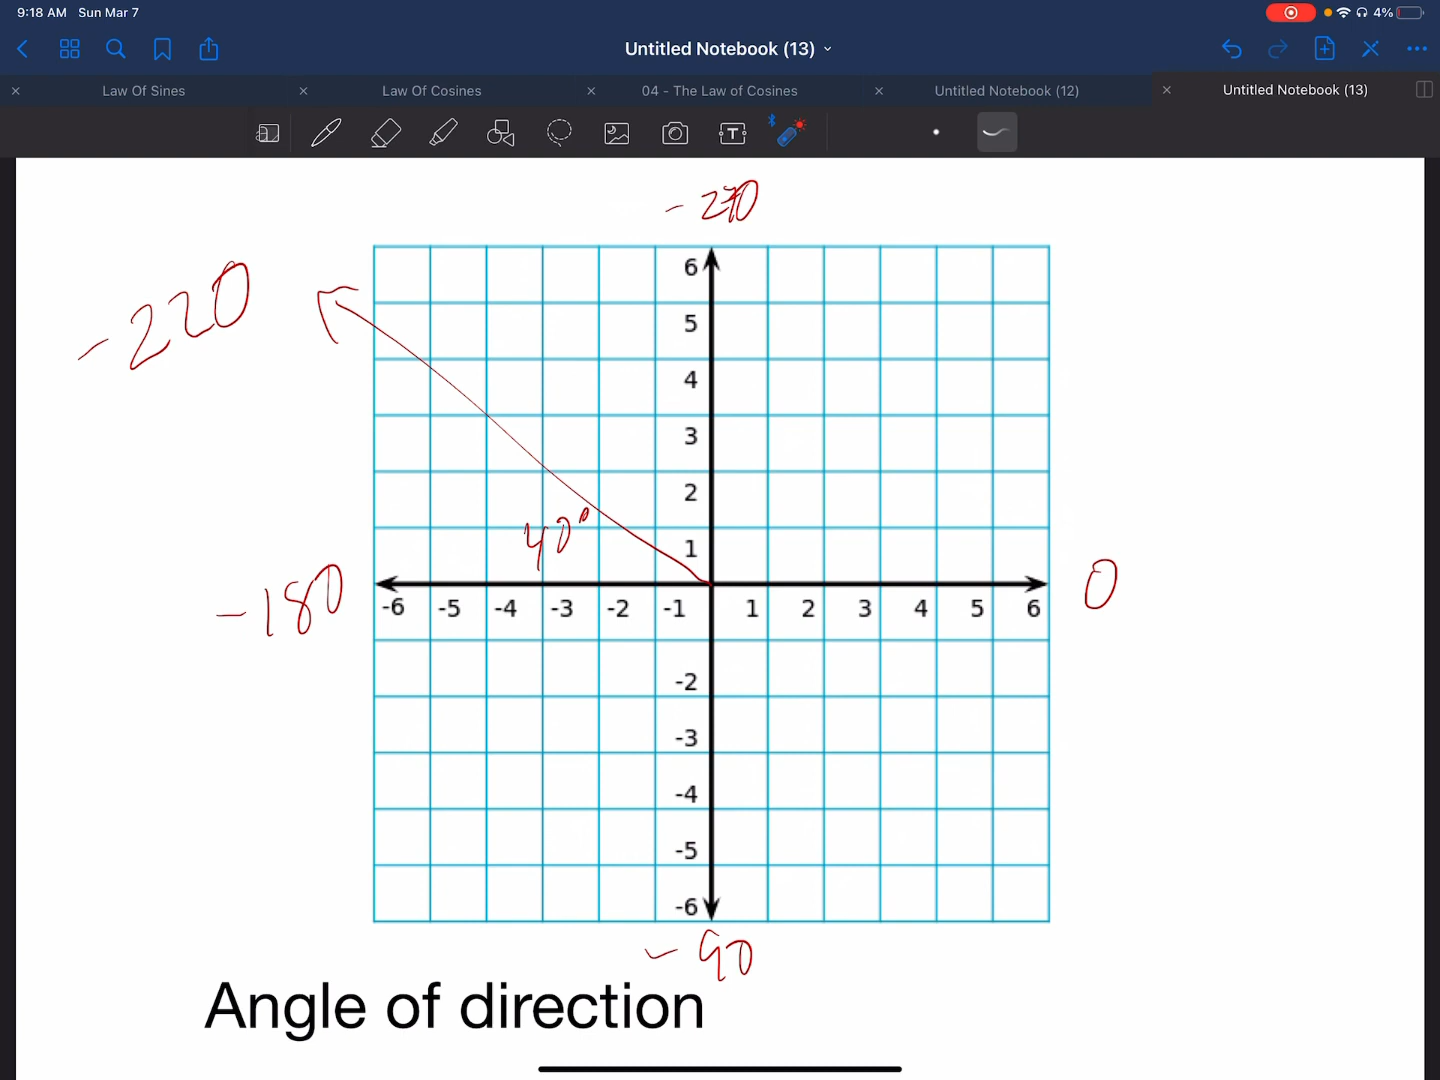 9:18 AM Sun Mar 7
4%
Untitled Notebook (13)
Law Of Sines
Law Of Cosines
04 - The Law of Cosines
Untitled Notebook (12)
Untitled Notebook (13)
T
-270
-220
6
5
4
3
2
1
40°
-180
-6 -5 -4 -3 -2 -1 1 2 3 4 5 6
0
-2
-3
-4
-5
-6
-90
Angle of direction